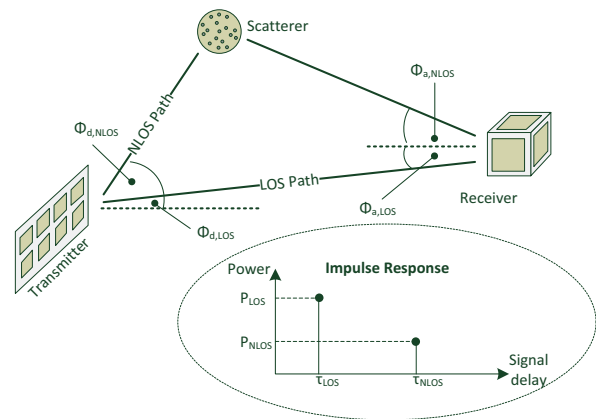 Scatterer
Φa,NLOS
Φd,NLOS
NLOS Path
LOS Path
Receiver
Φa,LOS
Φd,LOS
Transmitter
Power
Impulse Response
PLOS
PNLOS
Signal
delay
τLOS
τNLOS